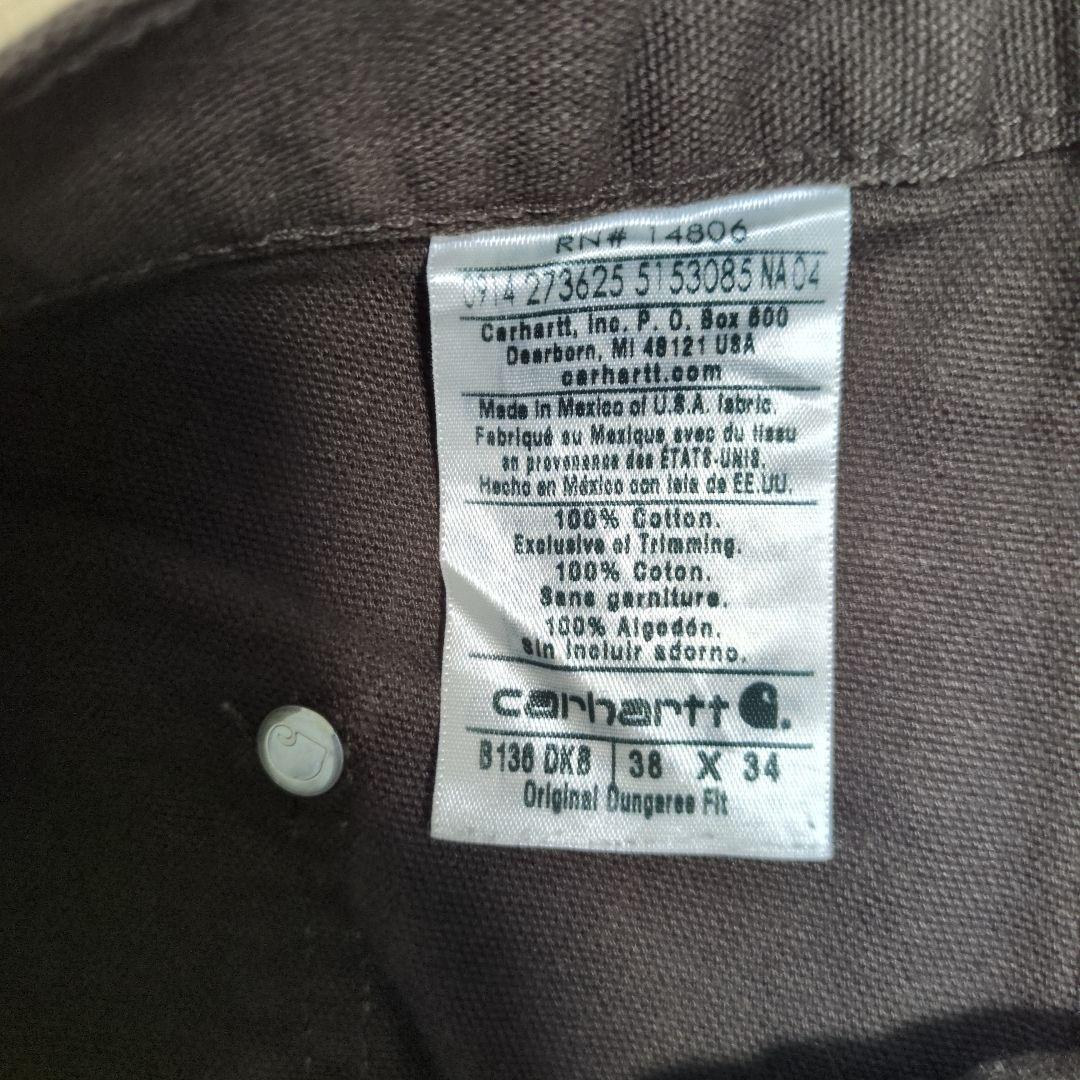 RN# 14806
0914 273625 5153085 NA 04
Carhartt, Inc. P. O. Box 600
Dearborn, MI 48121 USA
carhartt.com
Made in Mexico of U.S.A. fabric.
Fabriqué au Mexique avec du tissu
en provenance des ÉTATS-UNIS.
Hecho en México con tela de EE.UU.
100% Cotton.
Exclusive of Trimming.
100% Coton.
Sans garniture.
100% Algodón.
Sin incluir adorno.
carhartt
B136 DKB 38 X 34
Original Dungaree Fit